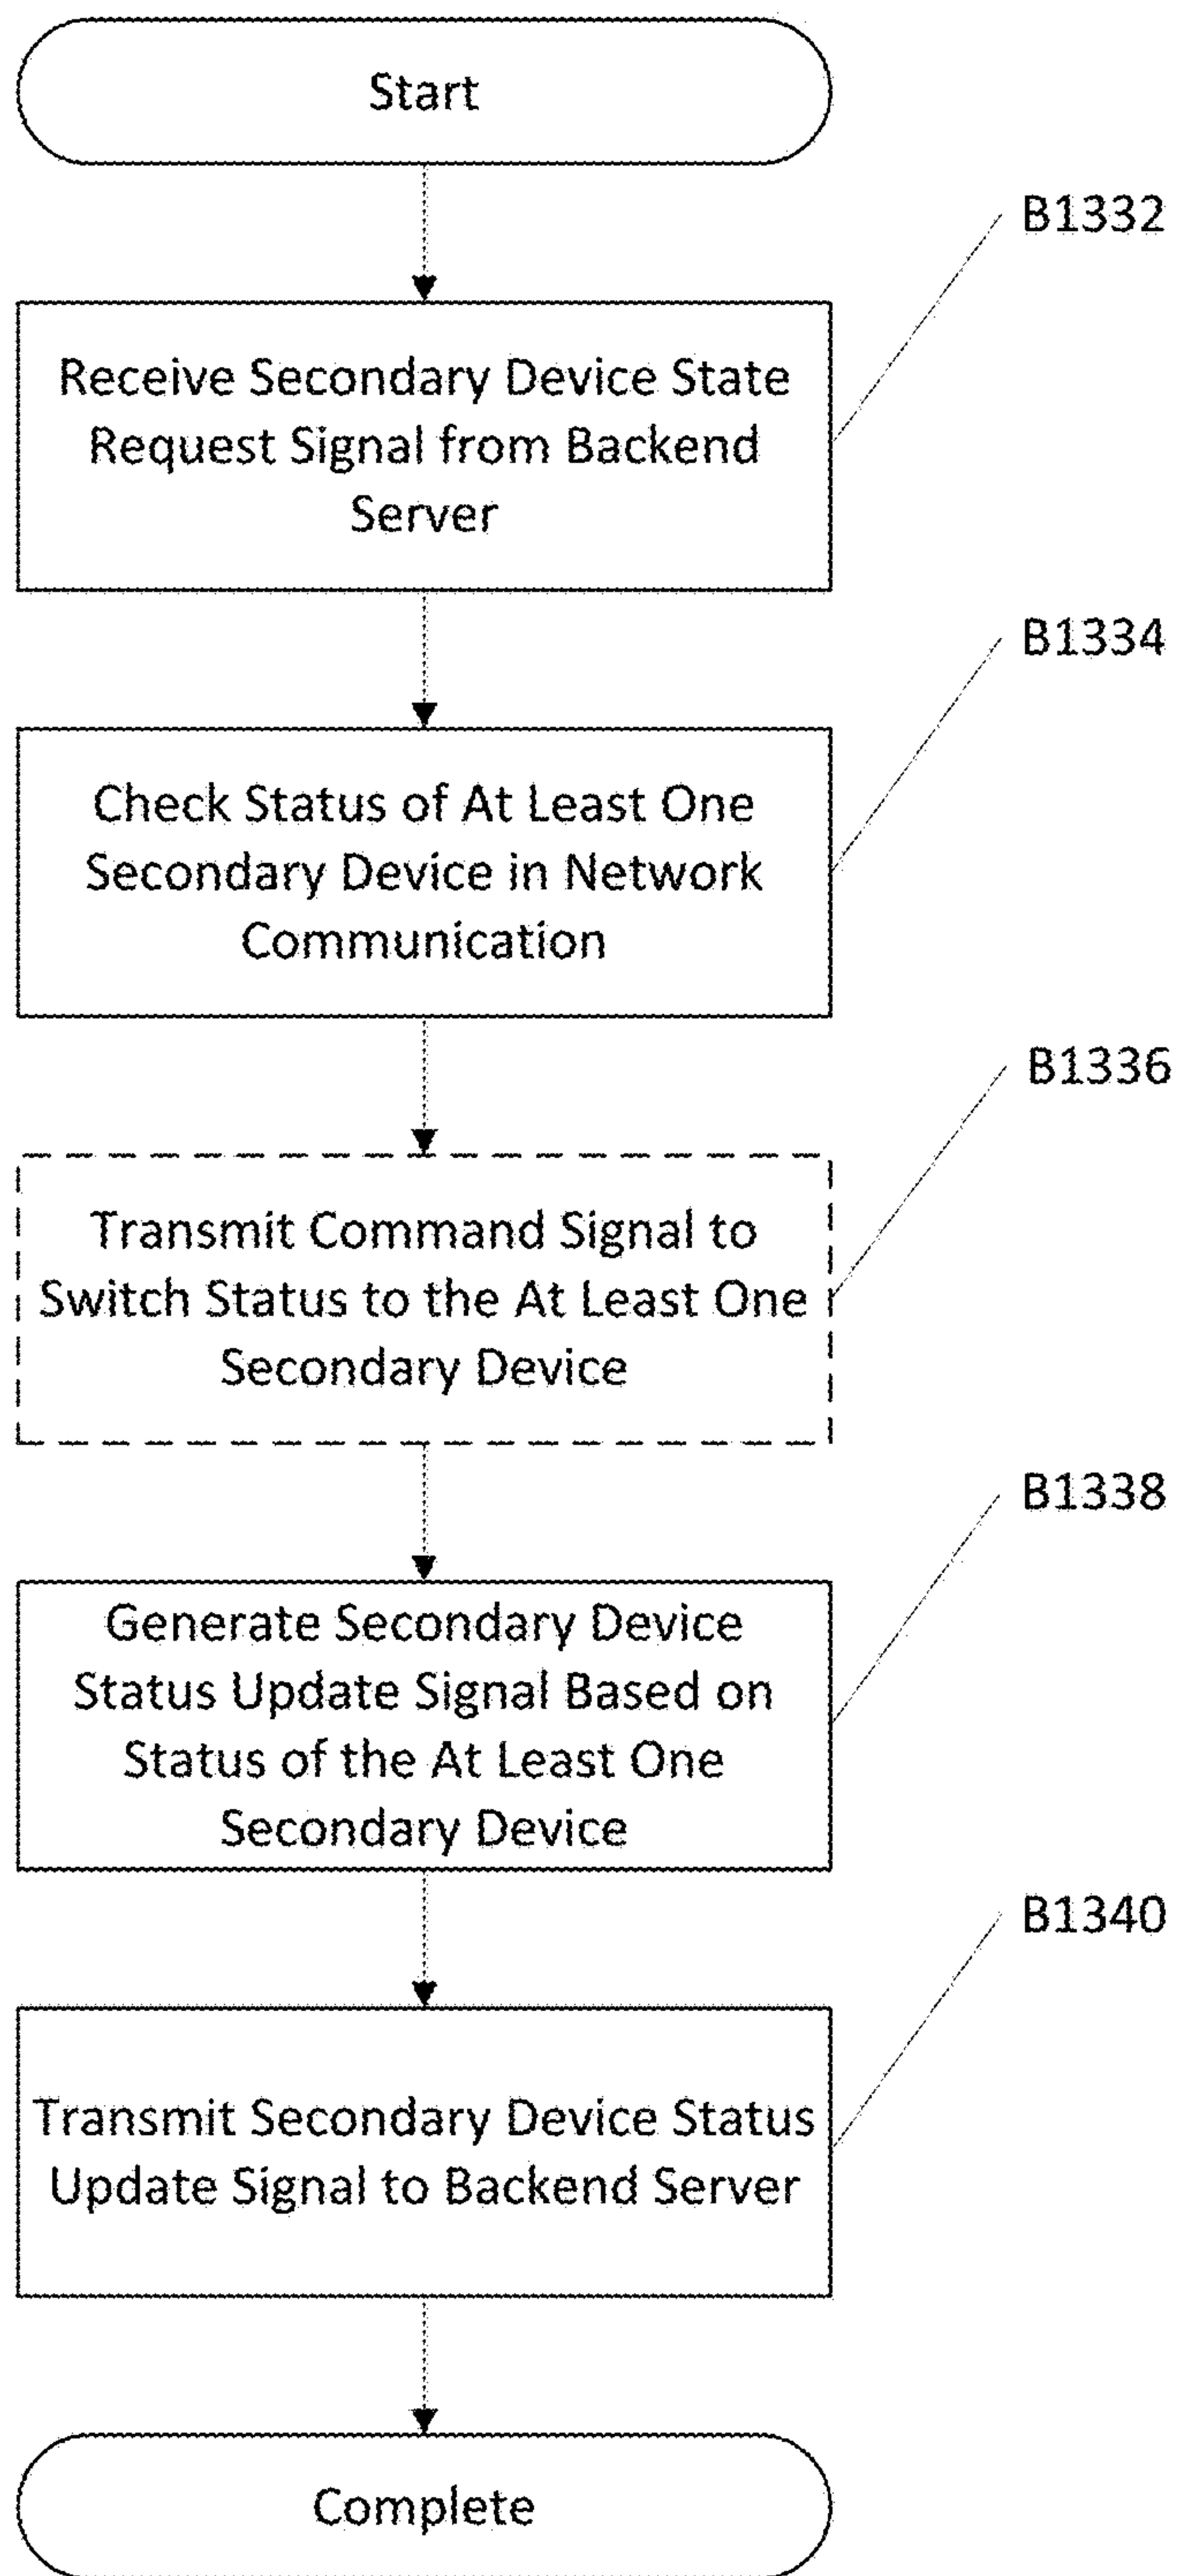 Start
B1332
Receive Secondary Device State
Request Signal from Backend
Server
B1334
Check Status of At Least One
Secondary Device in Network
Communication
B1336
Transmit Command Signal to
Switch Status to the At Least One
Secondary Device
B1338
Generate Secondary Device
Status Update Signal Based on
Status of the At Least One
Secondary Device
B1340
Transmit Secondary Device Status
Update Signal to Backend Server
Complete